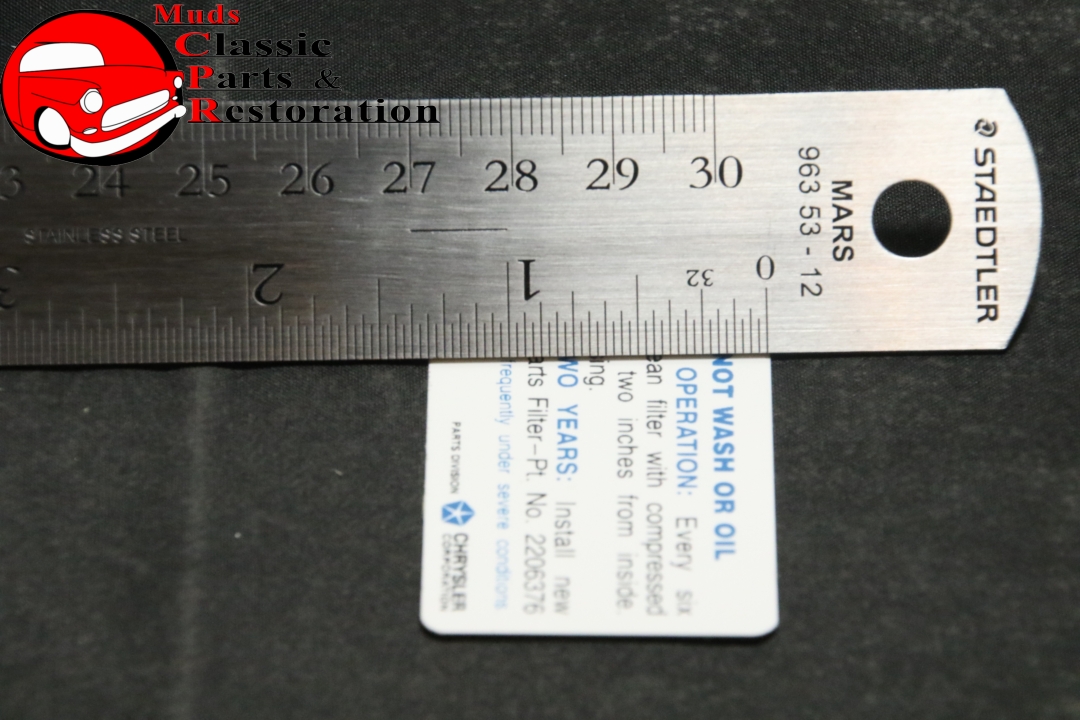 Muds
Classic
Parts &
Restoration
3 24 25 26 27 28 29 30
STAINLESS STEEL
3 2 1 32 0
MARS
963 53 - 12
STAEDTLER
NOT WASH OR OIL
OPERATION: Every six
ean filter with compressed
two inches from inside.
ing.
WO YEARS: Install new
arts Filter-Pt. No. 2206376
requently under severe conditions.
PARTS DIVISION CHRYSLER
CORPORATION